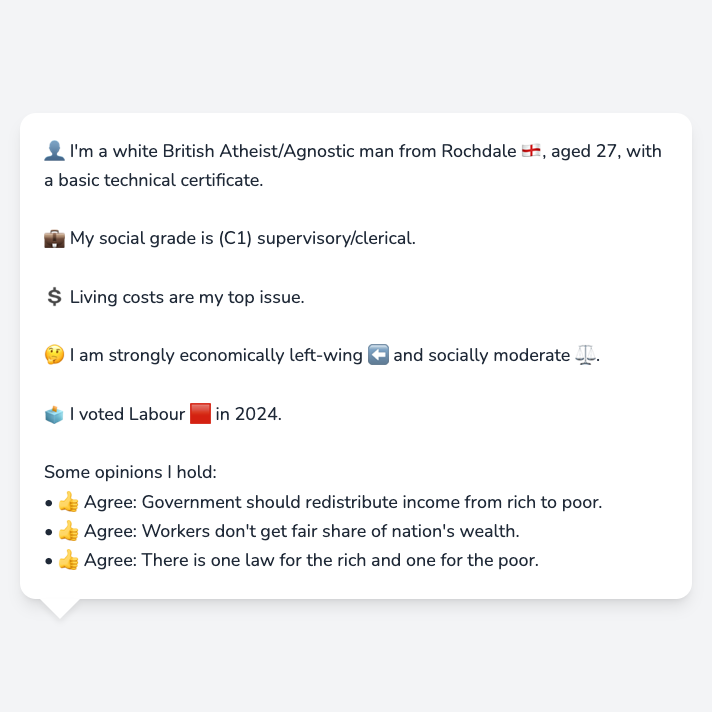 👤 I'm a white British Atheist/Agnostic man from Rochdale 🏴󠁧󠁢󠁥󠁮󠁧󠁿, aged 27, with
a basic technical certificate.
💼 My social grade is (C1) supervisory/clerical.
💲 Living costs are my top issue.
🤔 I am strongly economically left-wing ⬅️ and socially moderate ⚖️.
🗳️ I voted Labour 🟥 in 2024.
Some opinions I hold:
• 👍 Agree: Government should redistribute income from rich to poor.
• 👍 Agree: Workers don't get fair share of nation's wealth.
• 👍 Agree: There is one law for the rich and one for the poor.